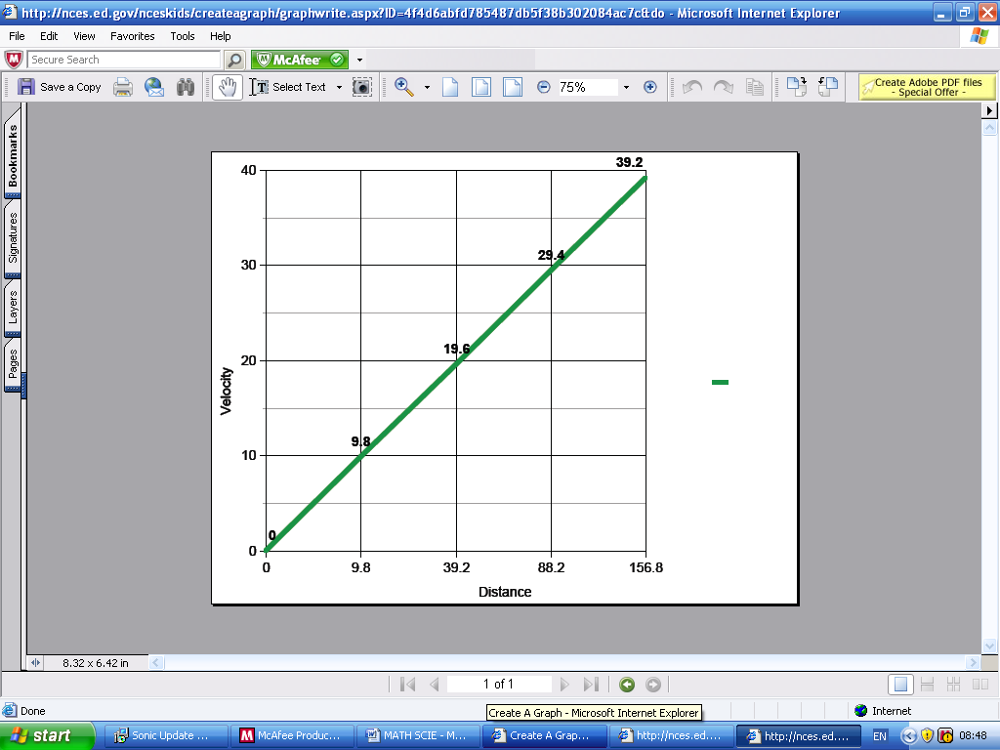 http://nces.ed.gov/nceskids/createagraph/graphwrite.aspx?ID=4f4d6abfd785487db5f38b302084ac7c&do - Microsoft Internet Explorer
File Edit View Favorites Tools Help
Secure Search McAfee
Save a Copy Select Text 75% Create Adobe PDF files
- Special Offer -
Bookmarks
Signatures
Layers
Pages
40
30
20
10
0
Velocity
39.2
29.4
19.6
9.8
0
0 9.8 39.2 88.2 156.8
Distance
8.32 x 6.42 in
1 of 1
Done
Create A Graph - Microsoft Internet Explorer
Internet
start Sonic Update ... McAfee Produc... MATH SCIE - M... Create A Grap... http://nces.ed.... http://nces.ed.... EN 08:48